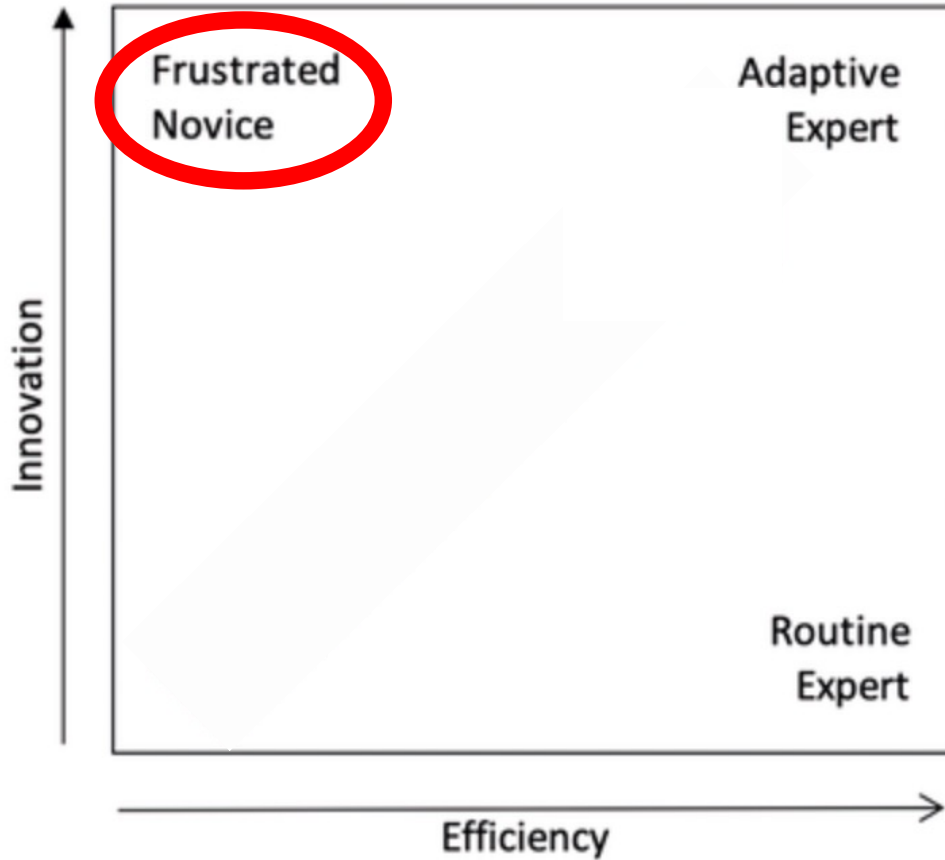 Frustrated
Novice
Adaptive
Expert
Innovation
Routine
Expert
Efficiency